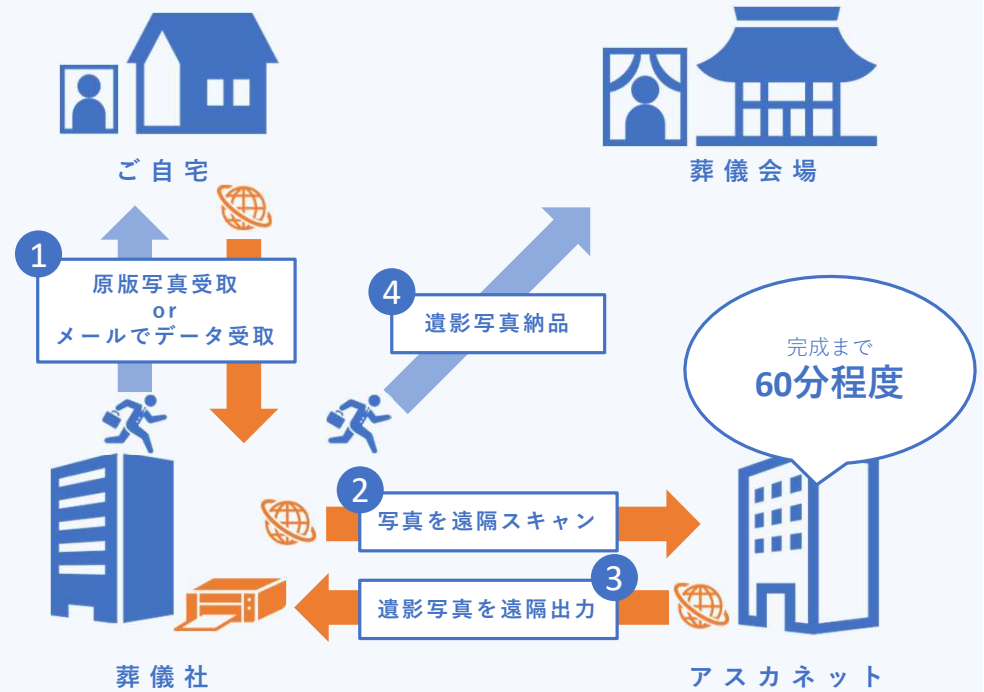 ご自宅
葬儀会場
1
原版写真受取
or
メールでデータ受取
4
遺影写真納品
完成まで
60分程度
2
写真を遠隔スキャン
3
遺影写真を遠隔出力
葬儀社
アスカネット